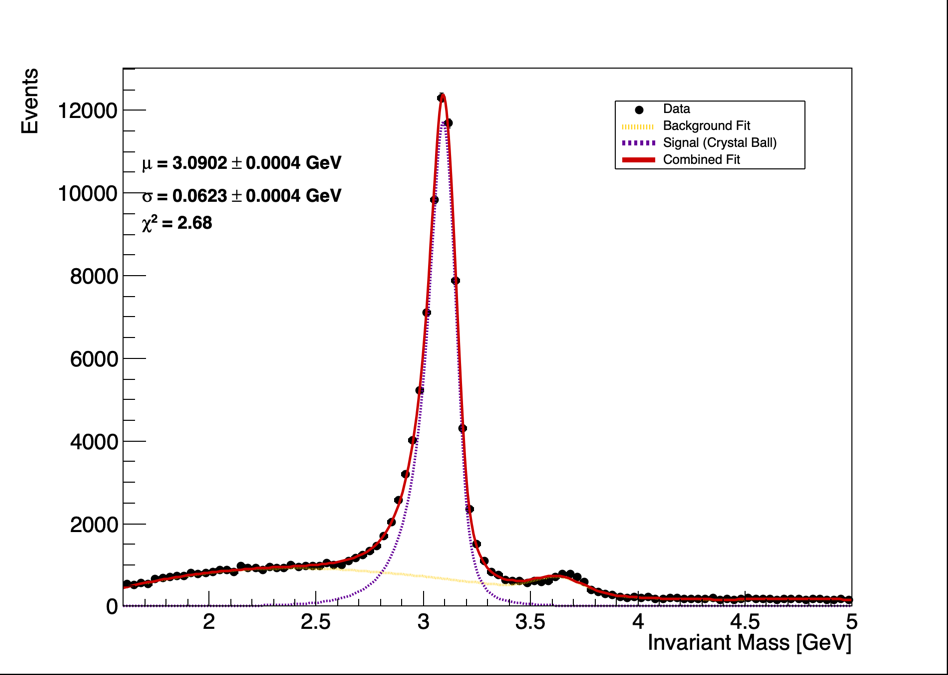 Events
12000
10000
8000
6000
4000
2000
0
μ = 3.0902 ± 0.0004 GeV
σ = 0.0623 ± 0.0004 GeV
χ² = 2.68
Data
Background Fit
Signal (Crystal Ball)
Combined Fit
2 2.5 3 3.5 4 4.5 5
Invariant Mass [GeV]